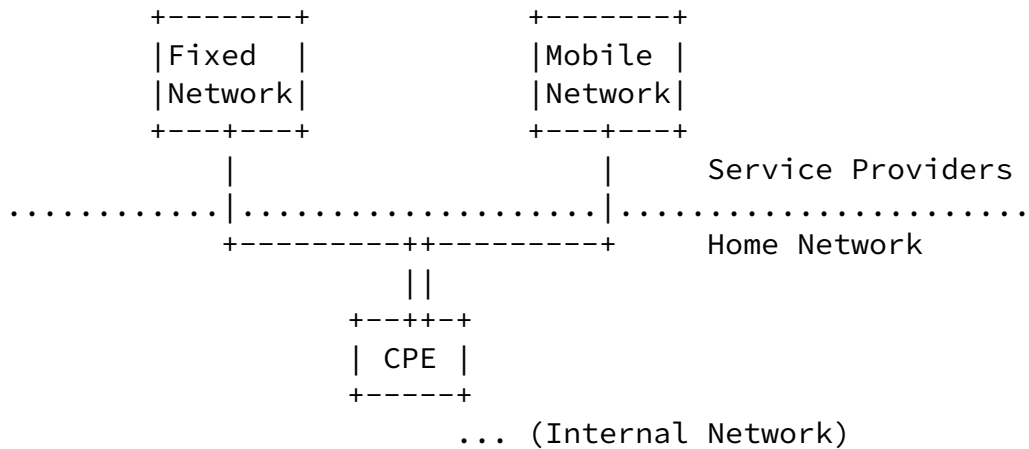 +-------+ +-------+
|Fixed | |Mobile |
|Network| |Network|
+---+---+ +---+---+
| | Service Providers
............|....................|.......................
+---------++---------+ Home Network
||
+--++-+
| CPE |
+-----+
... (Internal Network)